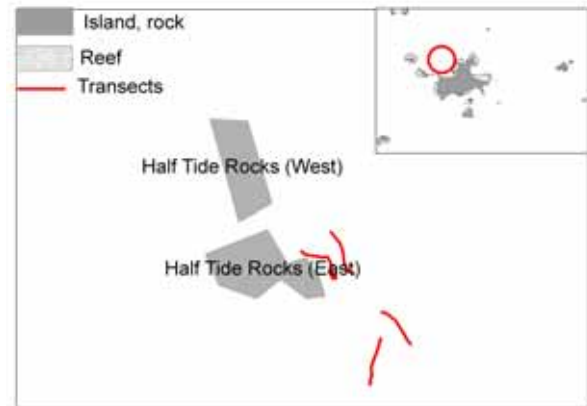 Island, rock
Reef
Transects
Half Tide Rocks (West)
Half Tide Rocks (East)